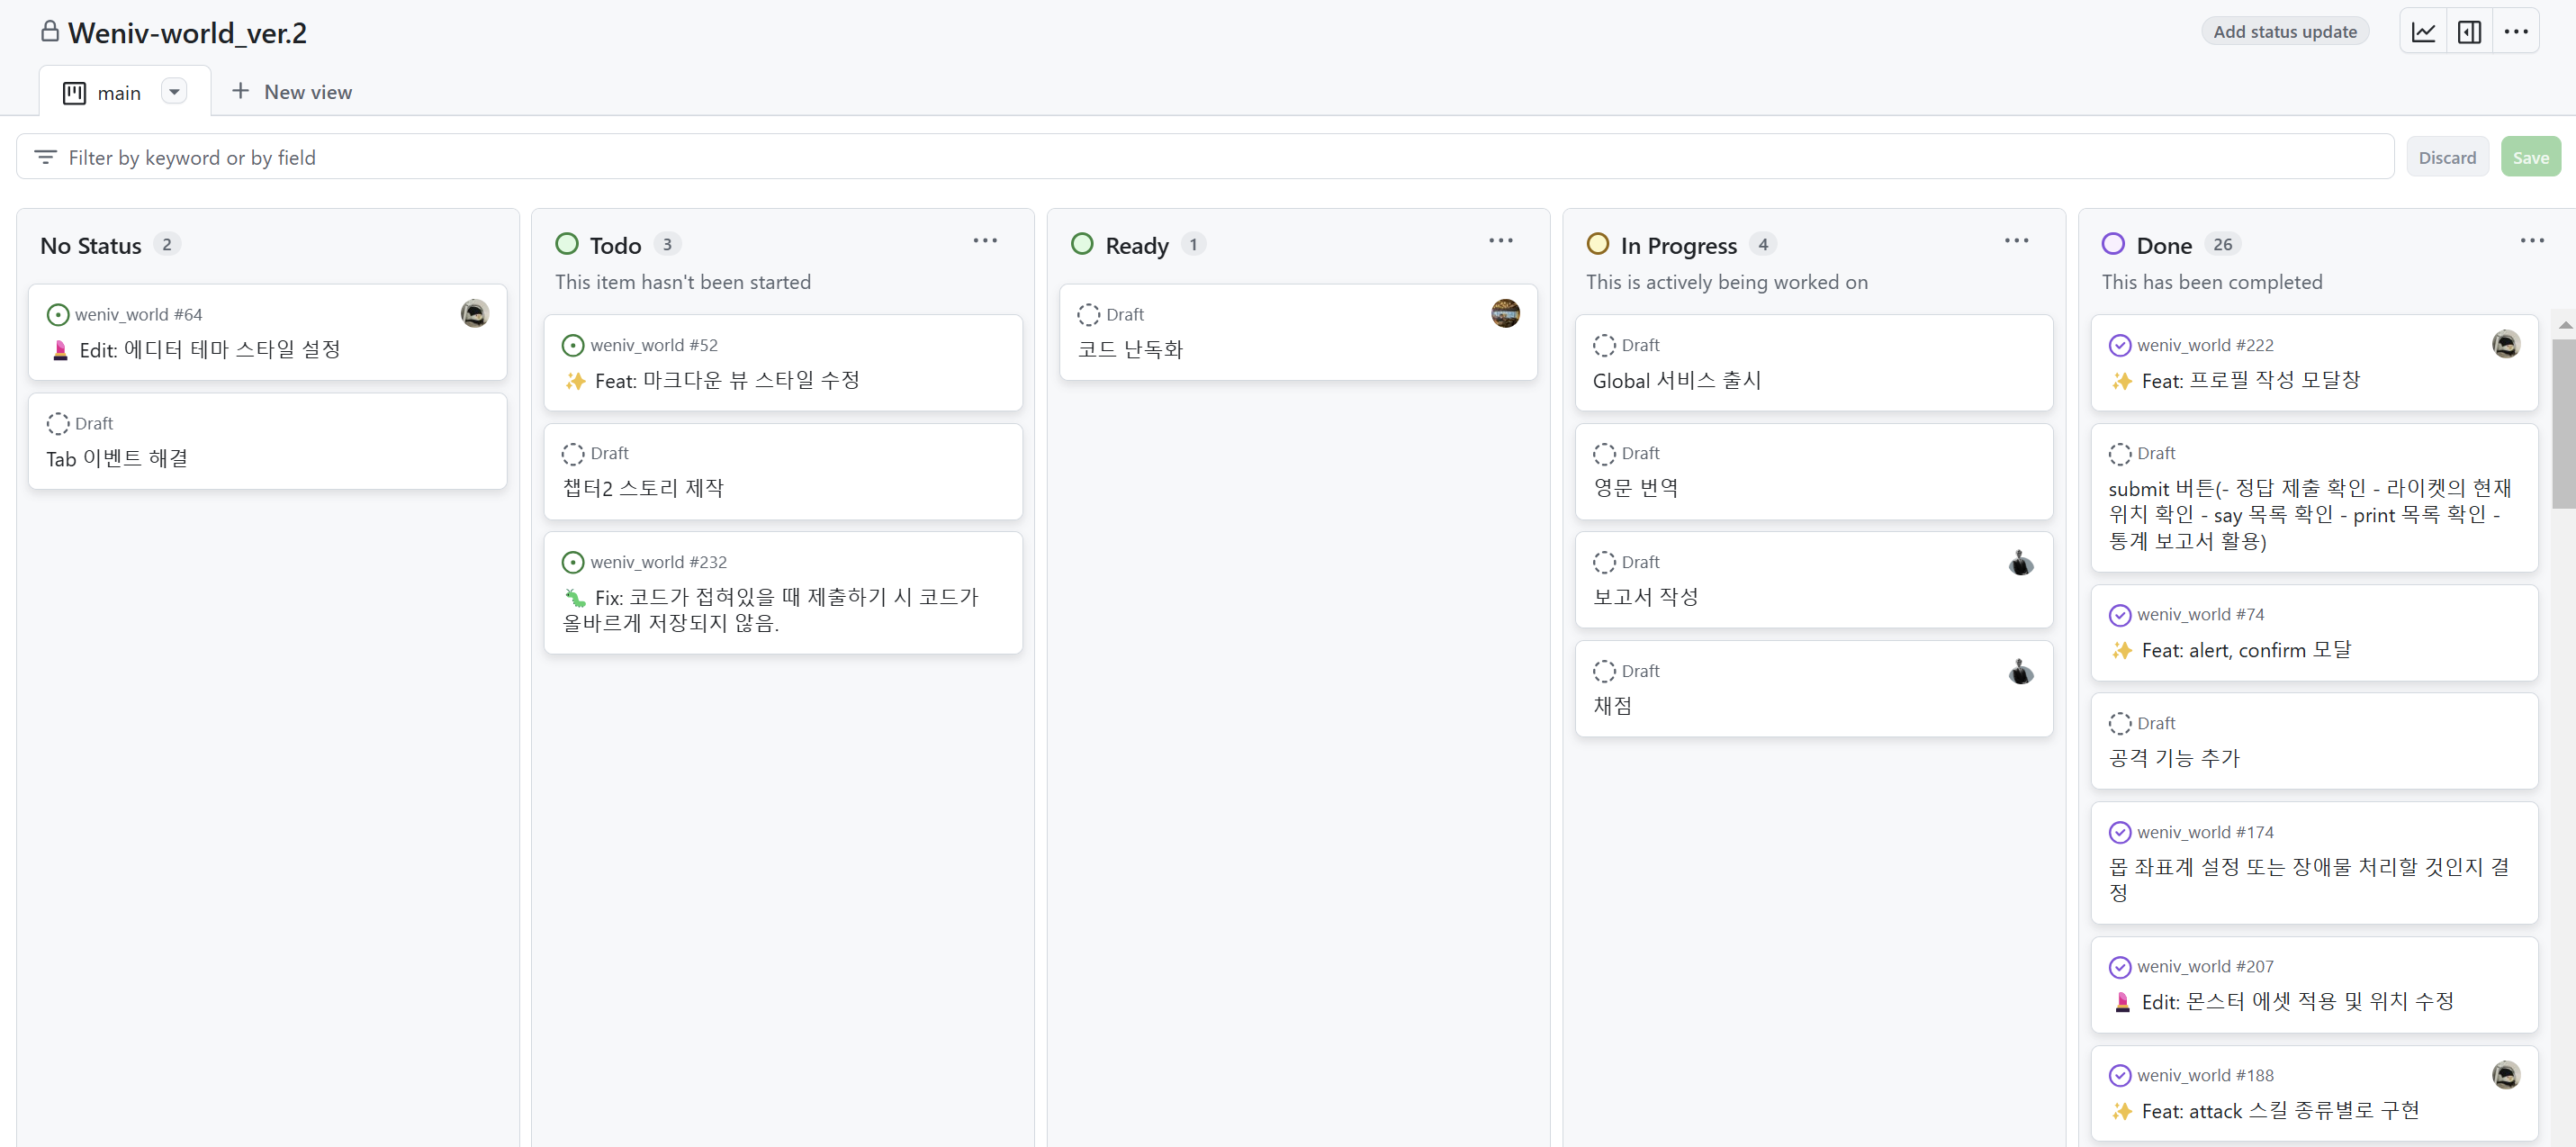 Weniv-world_ver.2
Add status update
main
New view
Filter by keyword or by field
Discard
Save
No Status 2
weniv_world #64
Edit: 에디터 테마 스타일 설정
Draft
Tab 이벤트 해결
Todo 3
This item hasn't been started
weniv_world #52
Feat: 마크다운 뷰 스타일 수정
Draft
챕터2 스토리 제작
weniv_world #232
Fix: 코드가 접혀있을 때 제출하기 시 코드가
올바르게 저장되지 않음.
Ready 1
Draft
코드 난독화
In Progress 4
This is actively being worked on
Draft
Global 서비스 출시
Draft
영문 번역
Draft
보고서 작성
Draft
채점
Done 26
This has been completed
weniv_world #222
Feat: 프로필 작성 모달창
Draft
submit 버튼(- 정답 제출 확인 - 라이켓의 현재
위치 확인 - say 목록 확인 - print 목록 확인 -
통계 보고서 활용)
weniv_world #74
Feat: alert, confirm 모달
Draft
공격 기능 추가
weniv_world #174
몹 좌표계 설정 또는 장애물 처리할 것인지 결
정
weniv_world #207
Edit: 몬스터 에셋 적용 및 위치 수정
weniv_world #188
Feat: attack 스킬 종류별로 구현